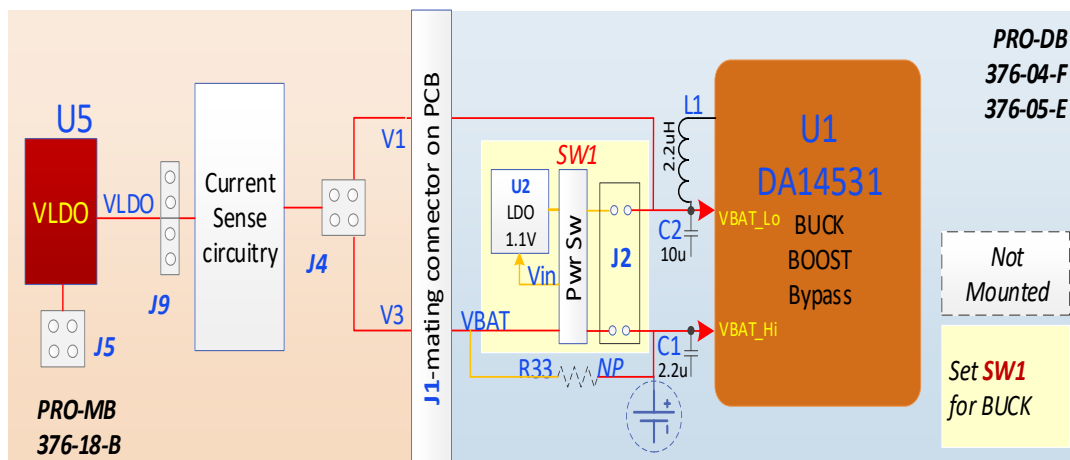 PRO-DB
376-04-F
376-05-E
U5
VLDO
VLDO
J9
J5
Current
Sense
circuitry
J4
V1
V3
J1-mating connector on PCB
VBAT
SW1
U2
LDO
1.1V
Vin
Pwr Sw
J2
R33
NP
L1
2.2uH
C2
10u
C1
2.2u
VBAT_Lo
VBAT_Hi
U1
DA14531
BUCK
BOOST
Bypass
Not
Mounted
Set SW1
for BUCK
PRO-MB
376-18-B